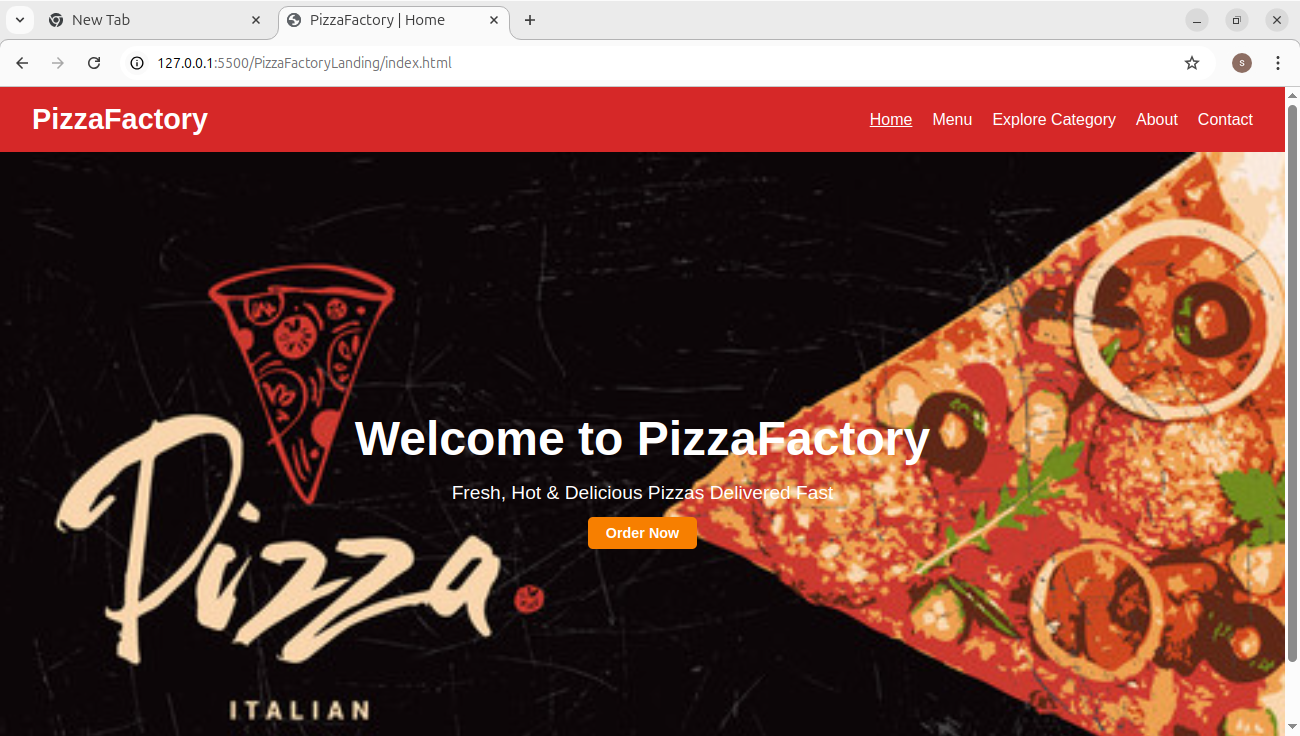 New Tab
PizzaFactory | Home
127.0.0.1:5500/PizzaFactoryLanding/index.html
S
PizzaFactory
Home Menu Explore Category About Contact
Welcome to PizzaFactory
Fresh, Hot & Delicious Pizzas Delivered Fast
Order Now
Pizza
ITALIAN